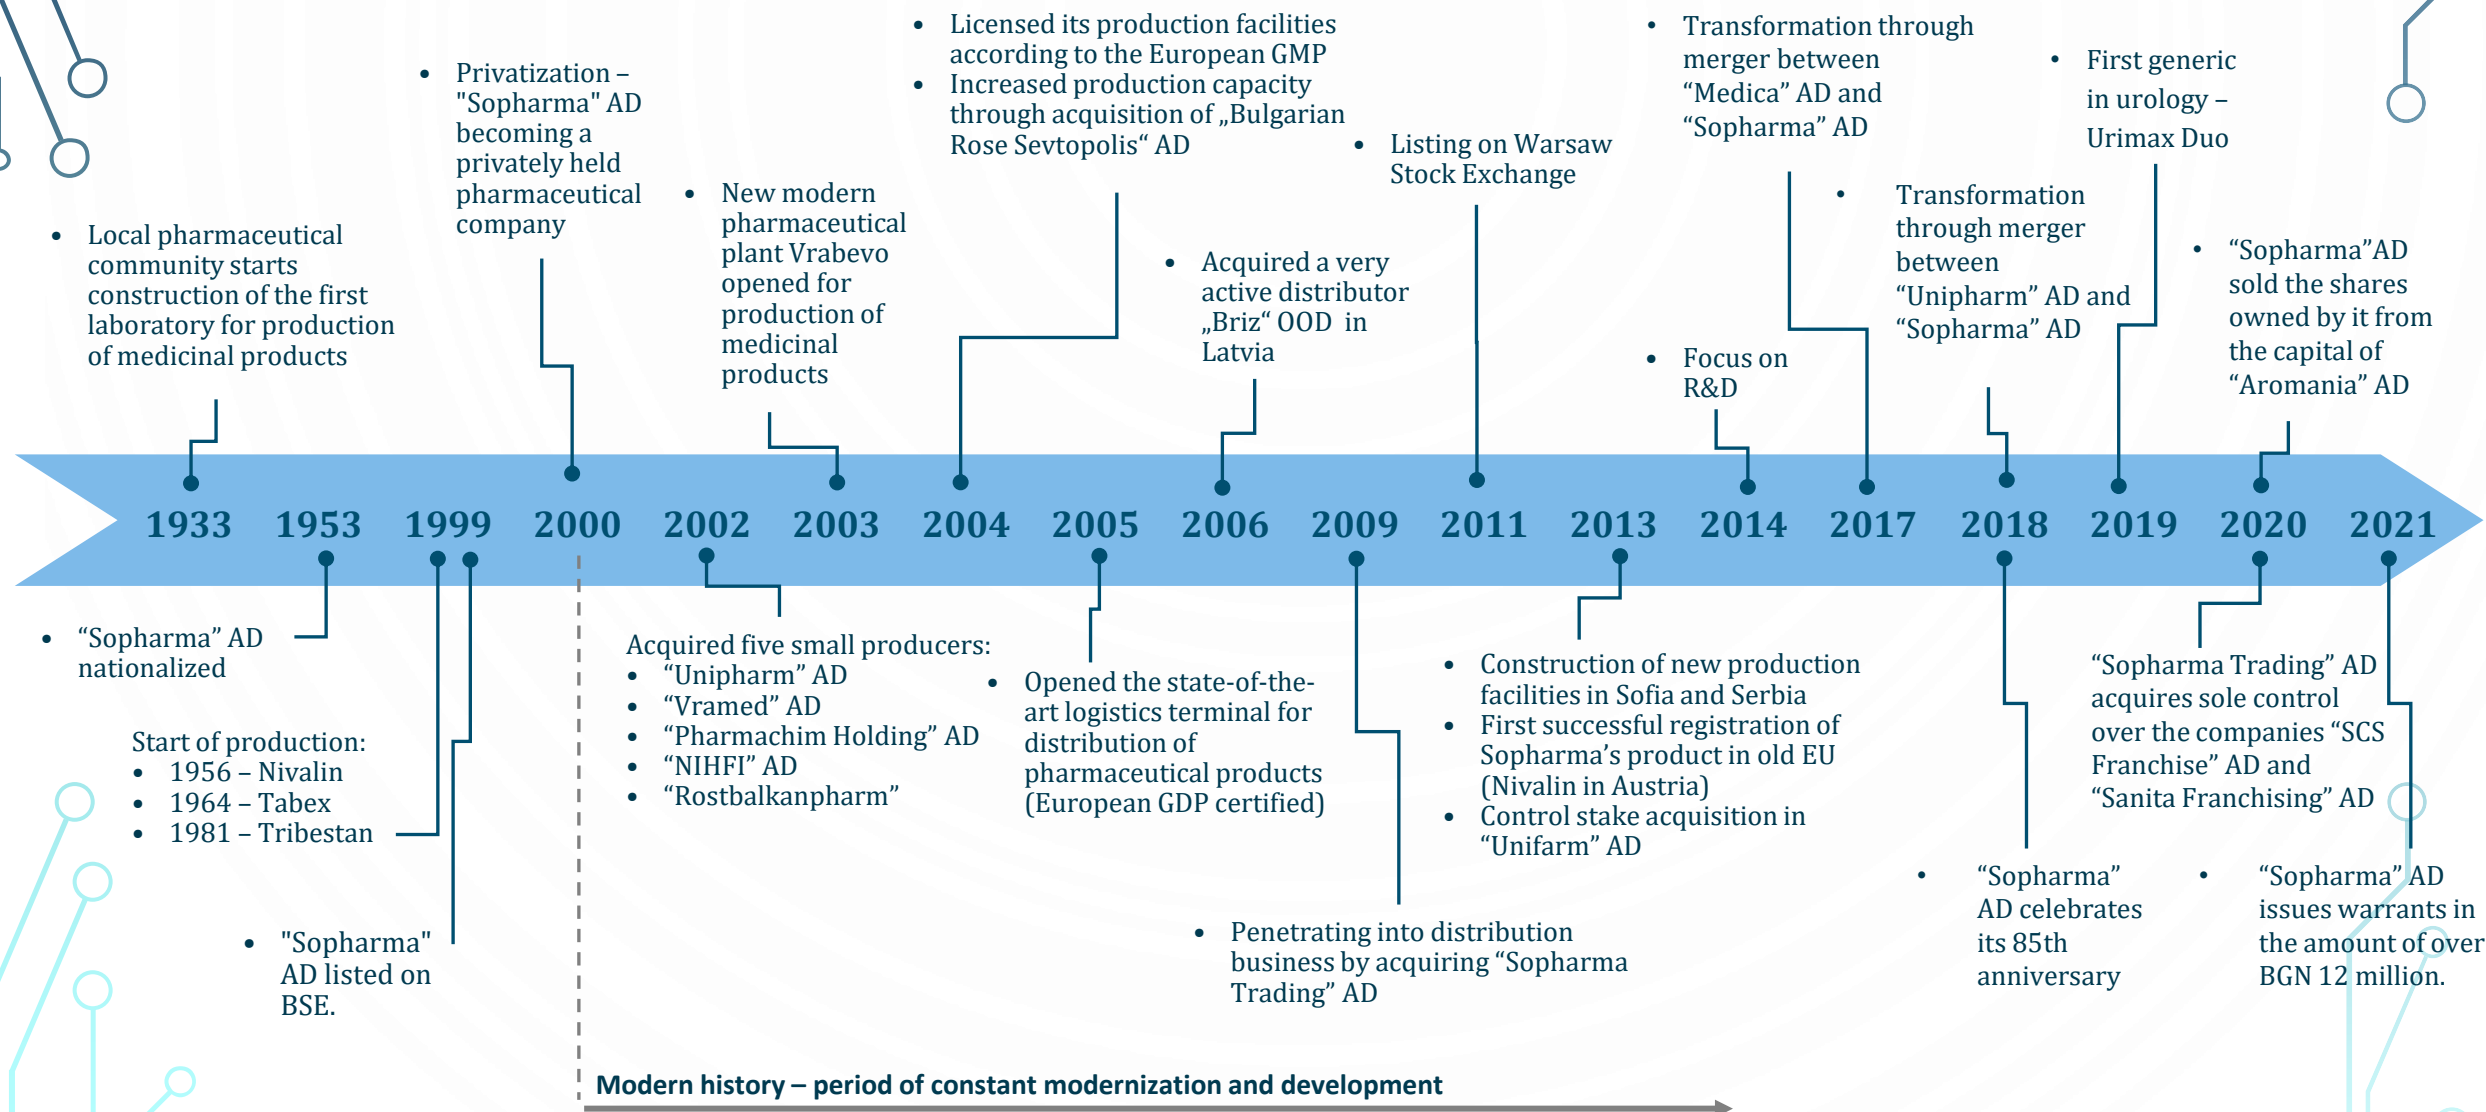 • Local pharmaceutical
community starts
construction of the first
laboratory for production
of medicinal products
• Privatization –
"Sopharma" AD
becoming a
privately held
pharmaceutical
company
• New modern
pharmaceutical
plant Vrabevo
opened for
production of
medicinal
products
• Licensed its production facilities
according to the European GMP
• Increased production capacity
through acquisition of „Bulgarian
Rose Sevtopolis“ AD
• Acquired a very
active distributor
„Briz“ OOD in
Latvia
• Listing on Warsaw
Stock Exchange
• Focus on
R&D
• Transformation through
merger between
“Medica” AD and
“Sopharma” AD
• Transformation
through merger
between
“Unipharm” AD and
“Sopharma” AD
• First generic
in urology –
Urimax Duo
• “Sopharma”AD
sold the shares
owned by it from
the capital of
“Aromania” AD
1933 1953 1999 2000 2002 2003 2004 2005 2006 2009 2011 2013 2014 2017 2018 2019 2020 2021
• “Sopharma” AD
nationalized
Start of production:
• 1956 – Nivalin
• 1964 – Tabex
• 1981 – Tribestan
• "Sopharma"
AD listed on
BSE.
Acquired five small producers:
• “Unipharm” AD
• “Vramed” AD
• “Pharmachim Holding” AD
• “NIHFI” AD
• “Rostbalkanpharm”
• Opened the state-of-the-
art logistics terminal for
distribution of
pharmaceutical products
(European GDP certified)
• Penetrating into distribution
business by acquiring “Sopharma
Trading” AD
• Construction of new production
facilities in Sofia and Serbia
• First successful registration of
Sopharma’s product in old EU
(Nivalin in Austria)
• Control stake acquisition in
“Unifarm” AD
• “Sopharma”
AD celebrates
its 85th
anniversary
“Sopharma Trading” AD
acquires sole control
over the companies “SCS
Franchise” AD and
“Sanita Franchising” AD
• “Sopharma” AD
issues warrants in
the amount of over
BGN 12 million.
Modern history – period of constant modernization and development